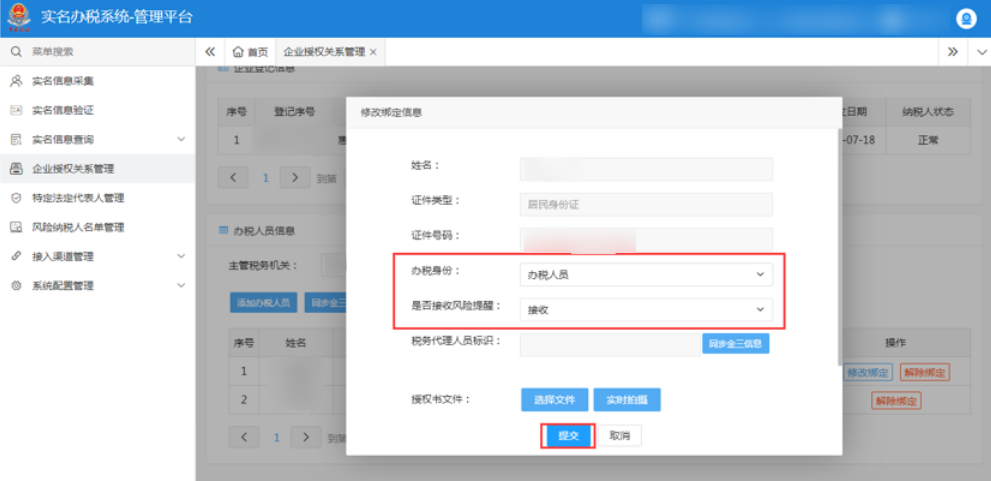 实名办税系统-管理平台
菜单搜索
首页
企业授权关系管理 ×
实名信息采集
实名信息验证
实名信息查询
企业授权关系管理
特定法定代表人管理
风险纳税人名单管理
接入渠道管理
系统配置管理
企业登记信息
序号 登记序号 日期 纳税人状态
1 -07-18 正常
1 到第
办税人员信息
主管税务机关：
添加办税人员 同步金三
序号 姓名 操作
1 修改绑定 解除绑定
2 解除绑定
1 到第
修改绑定信息
姓名：
证件类型： 居民身份证
证件号码：
办税身份： 办税人员
是否接收风险提醒： 接收
税务代理人员标识： 同步金三信息
授权书文件： 选择文件 实时拍摄
提交 取消